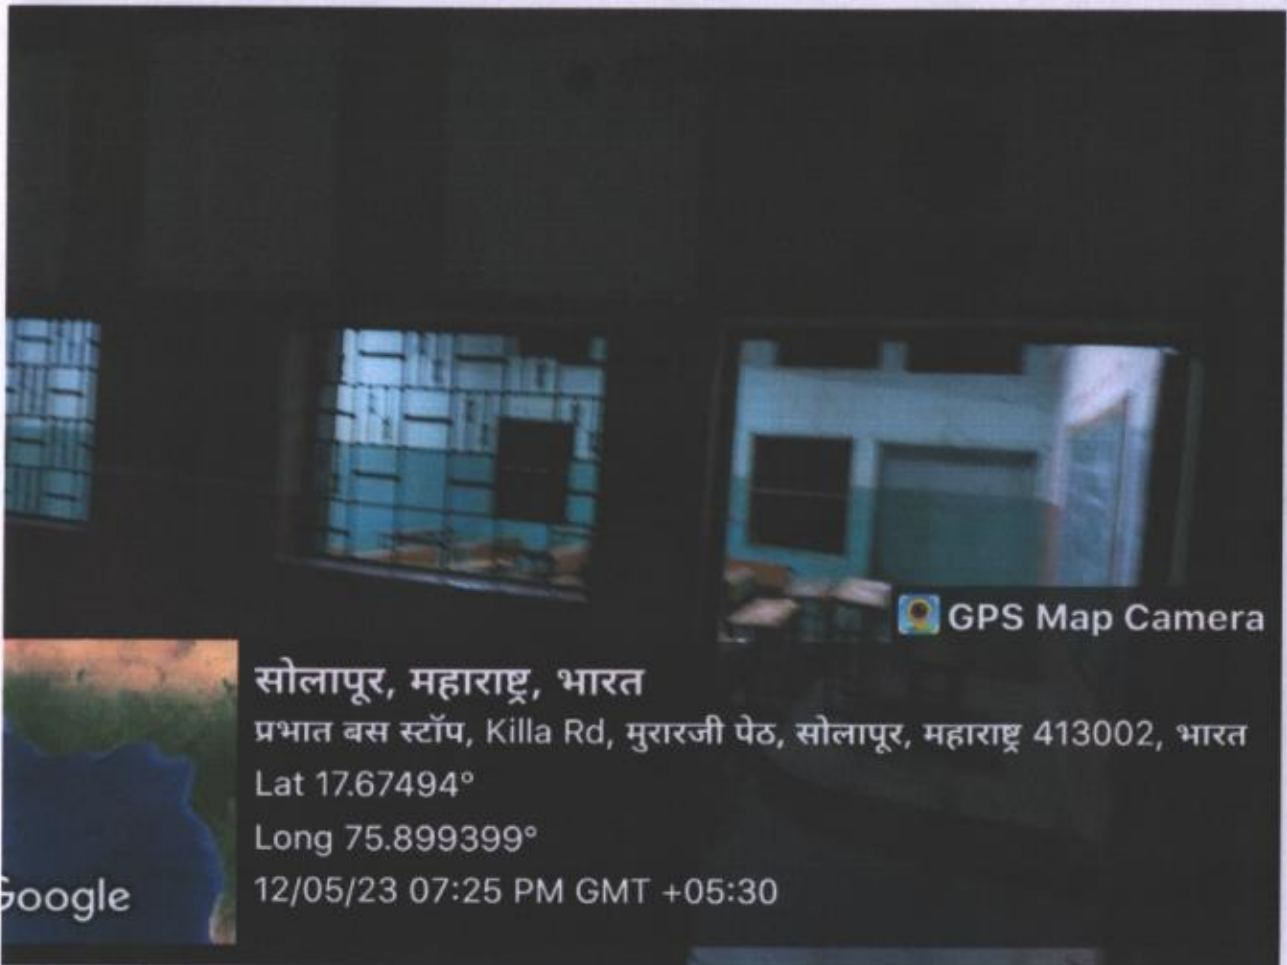 GPS Map Camera
सोलापूर, महाराष्ट्र, भारत
प्रभात बस स्टॉप, Killa Rd, मुरारजी पेठ, सोलापूर, महाराष्ट्र 413002, भारत
Lat 17.67494°
Long 75.899399°
12/05/23 07:25 PM GMT +05:30
Google